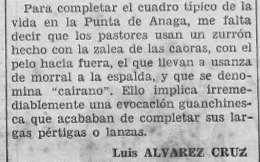 Para completar el cuadro típico de la
vida en la Punta de Anaga, me falta
decir que los pastores usan un zurrón
hecho con la zalea de las cabras, con
el pelo hacia fuera, el que llevan a usanza
de morral a la espalda, y que se deno-
mina "cairano". Ello implica irreme-
diablemente una evocación guanchines-
ca que acababan de completar sus lar-
gas pértigas o lanzas.
Luis ALVAREZ CRUZ